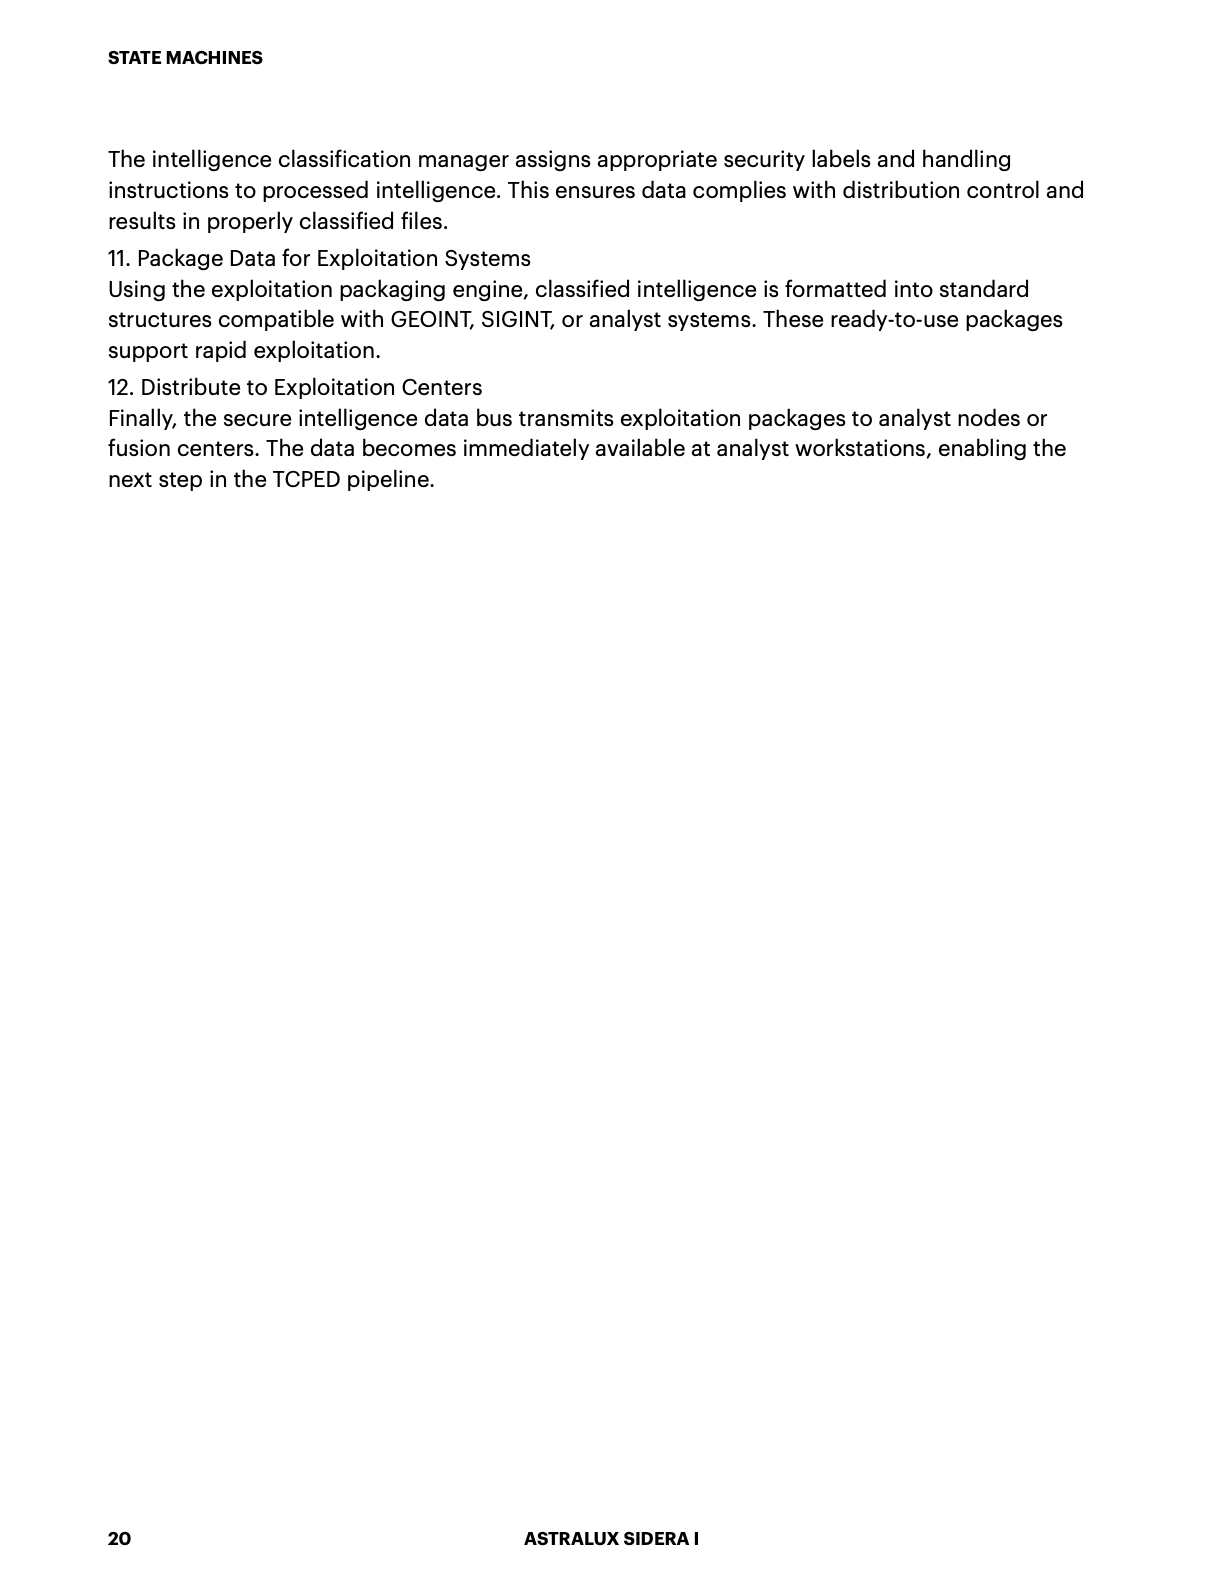 STATE MACHINES
The intelligence classification manager assigns appropriate security labels and handling
instructions to processed intelligence. This ensures data complies with distribution control and
results in properly classified files.
11. Package Data for Exploitation Systems
Using the exploitation packaging engine, classified intelligence is formatted into standard
structures compatible with GEOINT, SIGINT, or analyst systems. These ready-to-use packages
support rapid exploitation.
12. Distribute to Exploitation Centers
Finally, the secure intelligence data bus transmits exploitation packages to analyst nodes or
fusion centers. The data becomes immediately available at analyst workstations, enabling the
next step in the TCPED pipeline.
20 ASTRALUX SIDERA I